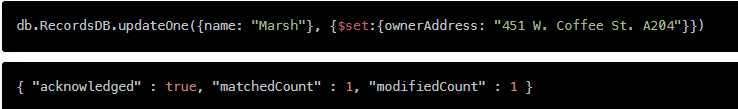 db.RecordsDB.updateOne({name: "Marsh"}, {$set:{ownerAddress: "451 W. Coffee St. A204"}})
{ "acknowledged" : true, "matchedCount" : 1, "modifiedCount" : 1 }